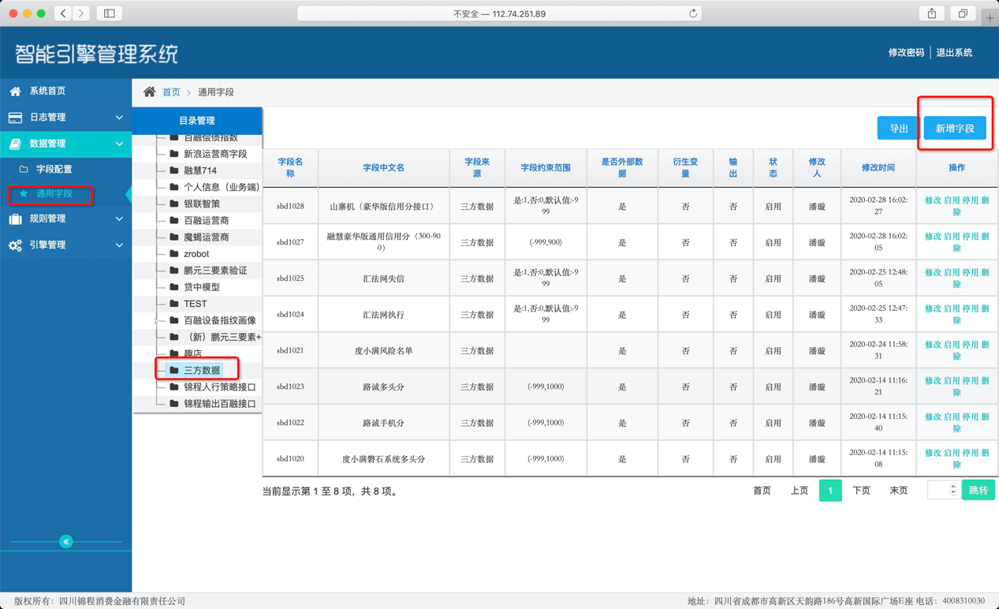 不安全 — 112.74.251.89
智能引擎管理系统
修改密码 退出系统
系统首页
日志管理
数据管理
字段配置
通用字段
规则管理
引擎管理
首页 通用字段
目录管理
百融偿债指数
新浪运营商字段
融慧714
个人信息（业务端）
银联智策
百融运营商
魔蝎运营商
zrobot
鹏元三要素验证
贷中模型
TEST
百融设备指纹画像
（新）鹏元三要素+
趣店
三方数据
锦程人行策略接口
锦程输出百融接口
导出 新增字段
字段名称 字段中文名 字段来源 字段约束范围 是否外部数据 衍生变量 输出 状态 修改人 修改时间 操作
sbd1028 山寨机（豪华版信用分接口） 三方数据 是:1,否:0,默认值:-999 是 否 否 启用 潘璇 2020-02-28 16:02:27 修改 启用 停用 删除
sbd1027 融慧豪华版通用信用分（300-900） 三方数据 (-999,900) 是 否 否 启用 潘璇 2020-02-28 16:02:05 修改 启用 停用 删除
sbd1025 汇法网失信 三方数据 是:1,否:0,默认值:-999 是 否 否 启用 潘璇 2020-02-25 12:48:05 修改 启用 停用 删除
sbd1024 汇法网执行 三方数据 是:1,否:0,默认值:-999 是 否 否 启用 潘璇 2020-02-25 12:47:33 修改 启用 停用 删除
sbd1021 度小满风险名单 三方数据 是 否 否 启用 潘璇 2020-02-24 11:58:31 修改 启用 停用 删除
sbd1023 路诚多头分 三方数据 (-999,1000) 是 否 否 启用 潘璇 2020-02-14 11:16:21 修改 启用 停用 删除
sbd1022 路诚手机分 三方数据 (-999,1000) 是 否 否 启用 潘璇 2020-02-14 11:15:40 修改 启用 停用 删除
sbd1020 度小满磐石系统多头分 三方数据 (-999,1000) 是 否 否 启用 潘璇 2020-02-14 11:15:08 修改 启用 停用 删除
当前显示第 1 至 8 项，共 8 项。 首页 上页 1 下页 末页 跳转
版权所有：四川锦程消费金融有限责任公司 地址：四川省成都市高新区天韵路186号高新国际广场E座 电话：4008310030